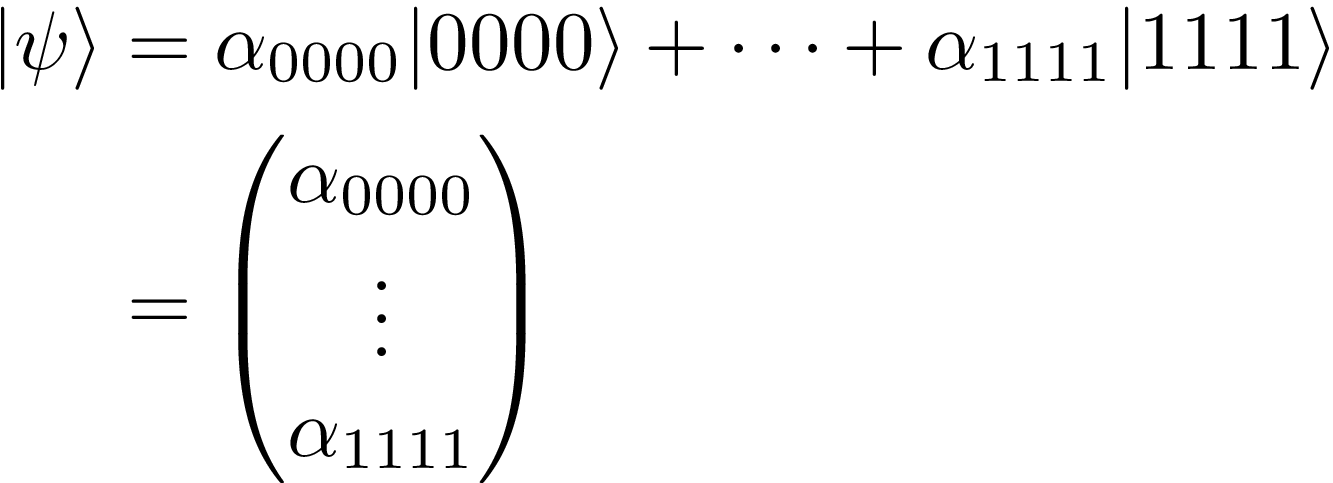 |ψ⟩ = α₀₀₀₀|0000⟩ + ⋯ + α₁₁₁₁|1111⟩
= (α₀₀₀₀
⋮
α₁₁₁₁)